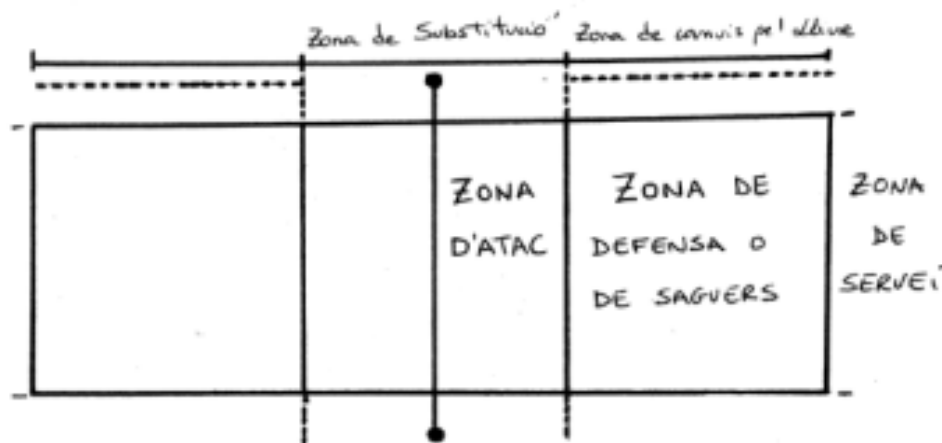 Zona de Substitució
Zona de canvis pel lliure
ZONA
D'ATAC
ZONA DE
DEFENSA O
DE SAGUERS
ZONA
DE
SERVEI